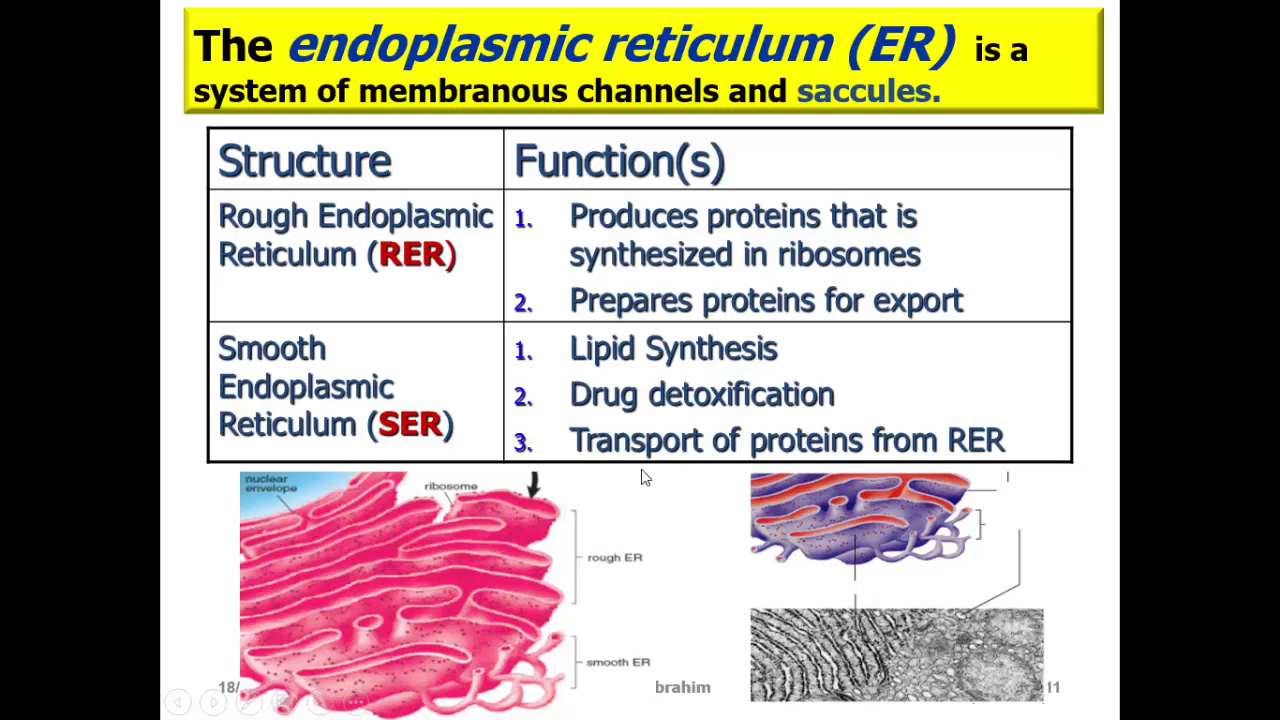 The endoplasmic reticulum (ER) is a
system of membranous channels and saccules.
Structure
Function(s)
Rough Endoplasmic
Reticulum (RER)
1. Produces proteins that is
synthesized in ribosomes
2. Prepares proteins for export
Smooth
Endoplasmic
Reticulum (SER)
1. Lipid Synthesis
2. Drug detoxification
3. Transport of proteins from RER
nuclear
envelope
ribosome
rough ER
smooth ER
18/
brahim
11